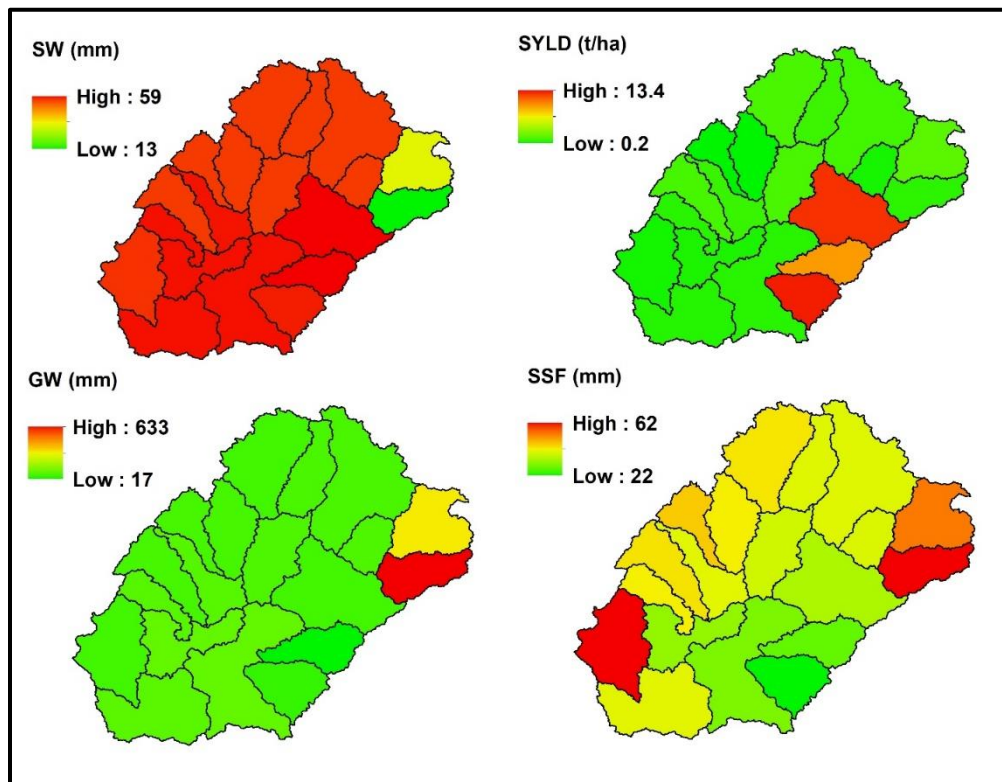 SW (mm)
High : 59
Low : 13
SYLD (t/ha)
High : 13.4
Low : 0.2
GW (mm)
High : 633
Low : 17
SSF (mm)
High : 62
Low : 22